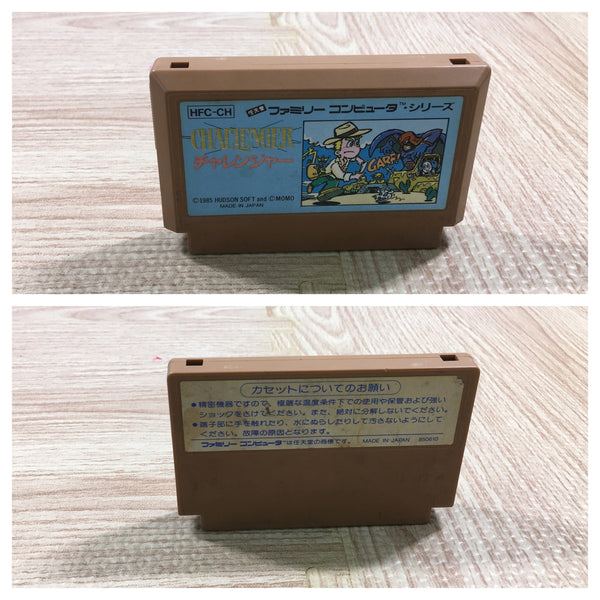 HFC-CH
任天堂 ファミリー コンピュータ™シリーズ
CHALLENGER
チャレンジャー
GARR!
©1985 HUDSON SOFT and ©MOMO
MADE IN JAPAN
カセットについてのお願い
●精密機器ですので、極端な温度条件下での使用や保管および強い
ショックをさけてください。また、絶対に分解しないでください。
●端子部に手を触れたり、水にぬらしたりして汚さないようにして
ください。故障の原因となります。
ファミリー コンピュータ™は任天堂の商標です。 MADE IN JAPAN 850610